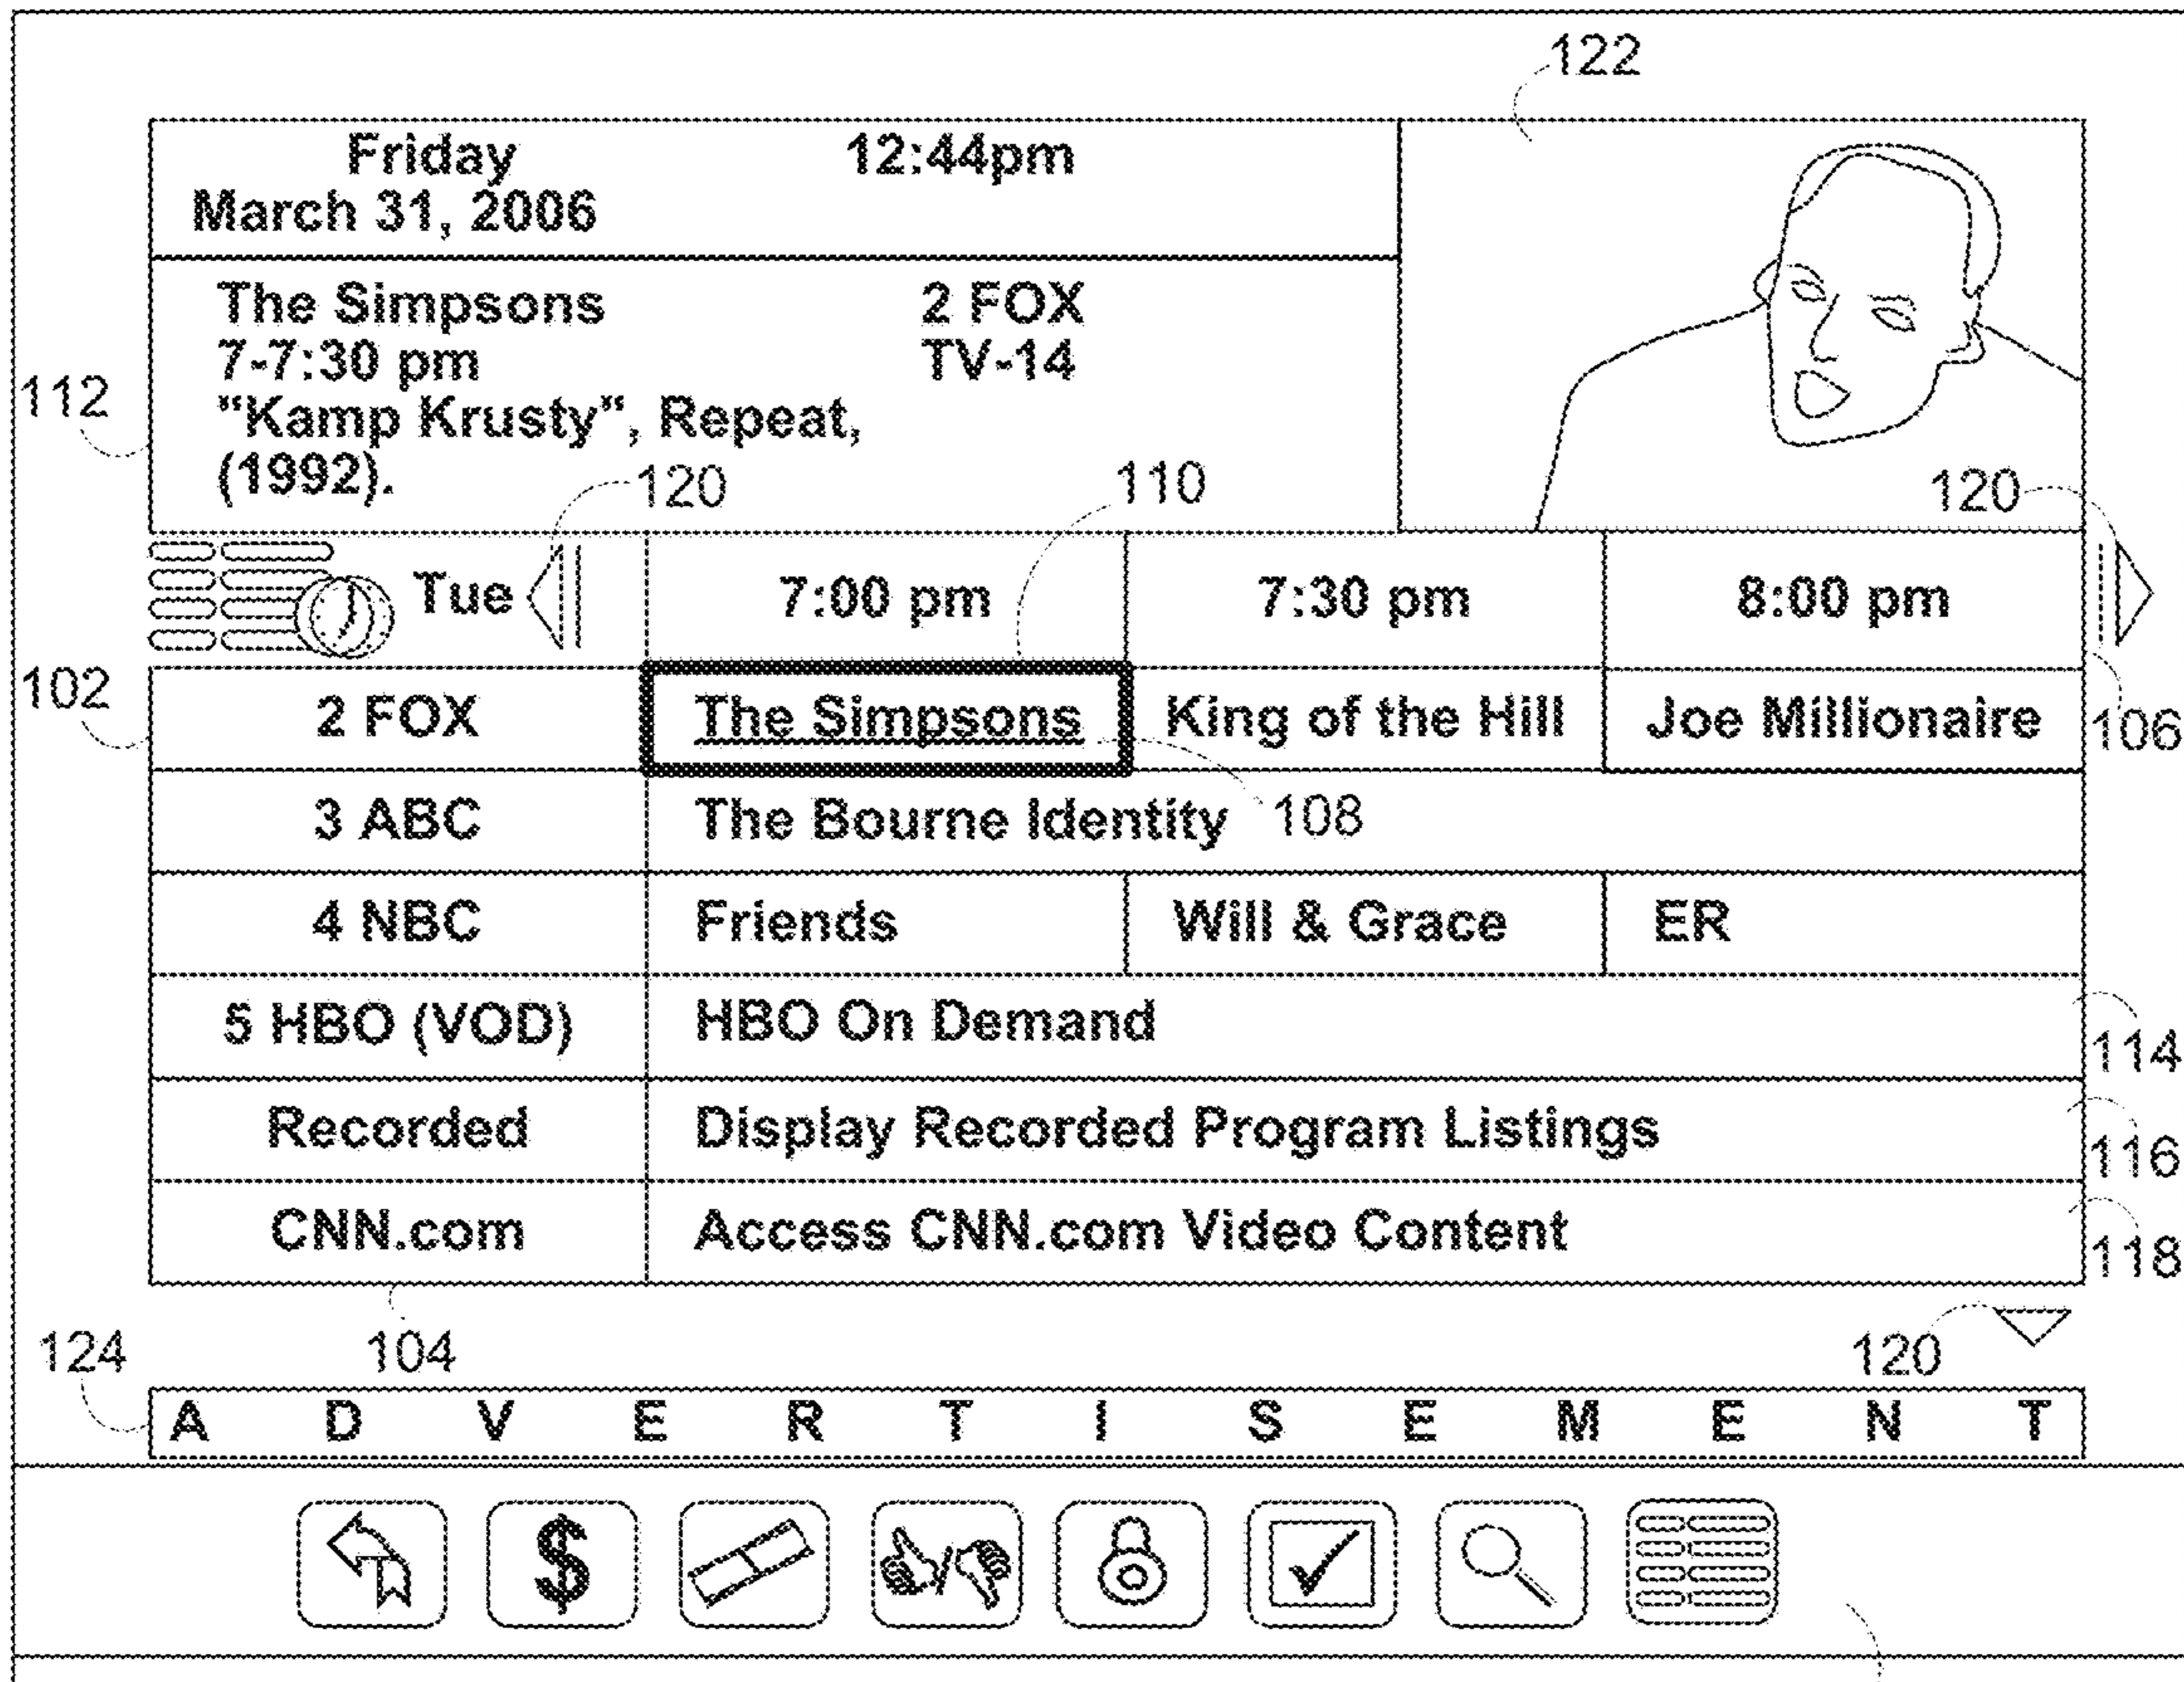 122
Friday 12:44pm
March 31, 2006
The Simpsons 2 FOX
7-7:30 pm TV-14
112
"Kamp Krusty", Repeat,
(1992).
120 110 120
Tue 7:00 pm 7:30 pm 8:00 pm
102
2 FOX The Simpsons King of the Hill Joe Millionaire
106
3 ABC The Bourne Identity 108
4 NBC Friends Will & Grace ER
5 HBO (VOD) HBO On Demand
114
Recorded Display Recorded Program Listings
116
CNN.com Access CNN.com Video Content
118
124 104 120
A D V E R T I S E M E N T
$